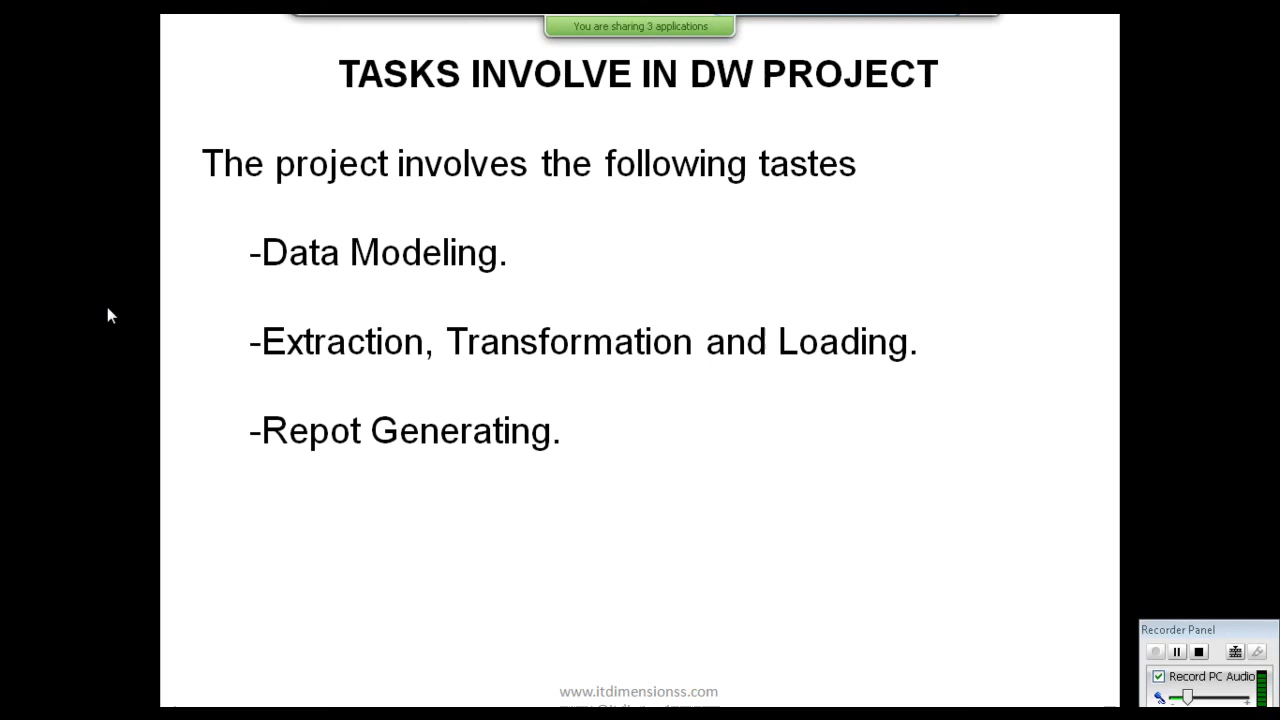 You are sharing 3 applications
TASKS INVOLVE IN DW PROJECT
The project involves the following tastes
-Data Modeling.
-Extraction, Transformation and Loading.
-Repot Generating.
Recorder Panel
Record PC Audio
www.itdimensionss.com